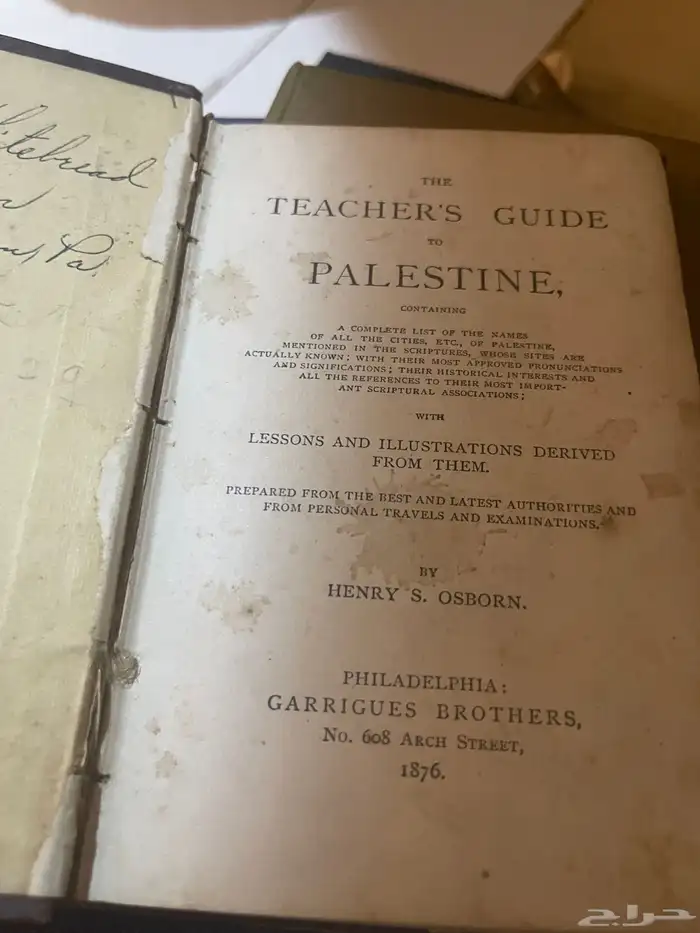 THE
TEACHER'S GUIDE
TO
PALESTINE,
CONTAINING
A COMPLETE LIST OF THE NAMES
OF ALL THE CITIES, ETC., OF PALESTINE,
MENTIONED IN THE SCRIPTURES, WHOSE SITES ARE
ACTUALLY KNOWN; WITH THEIR MOST APPROVED PRONUNCIATIONS
AND SIGNIFICATIONS; THEIR HISTORICAL INTERESTS AND
ALL THE REFERENCES TO THEIR MOST IMPORT-
ANT SCRIPTURAL ASSOCIATIONS;
WITH
LESSONS AND ILLUSTRATIONS DERIVED
FROM THEM.
PREPARED FROM THE BEST AND LATEST AUTHORITIES AND
FROM PERSONAL TRAVELS AND EXAMINATIONS.
BY
HENRY S. OSBORN.
PHILADELPHIA:
GARRIGUES BROTHERS,
No. 608 ARCH STREET,
1876.
Pa.
حراج